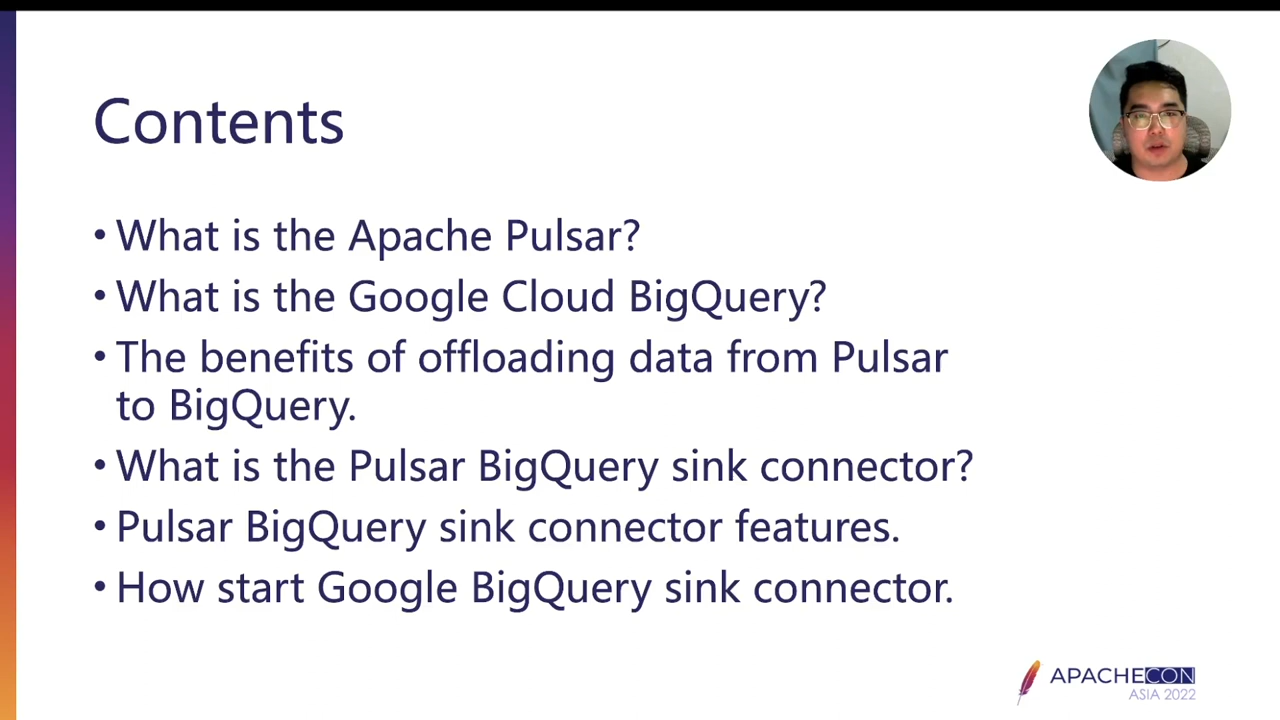 Contents
• What is the Apache Pulsar?
• What is the Google Cloud BigQuery?
• The benefits of offloading data from Pulsar
to BigQuery.
• What is the Pulsar BigQuery sink connector?
• Pulsar BigQuery sink connector features.
• How start Google BigQuery sink connector.
APACHECON
ASIA 2022